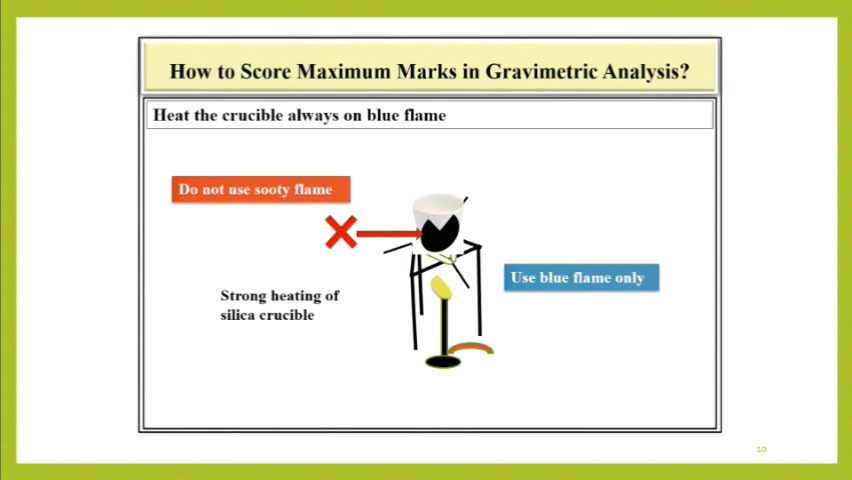 How to Score Maximum Marks in Gravimetric Analysis?
Heat the crucible always on blue flame
Do not use sooty flame
Use blue flame only
Strong heating of
silica crucible
10